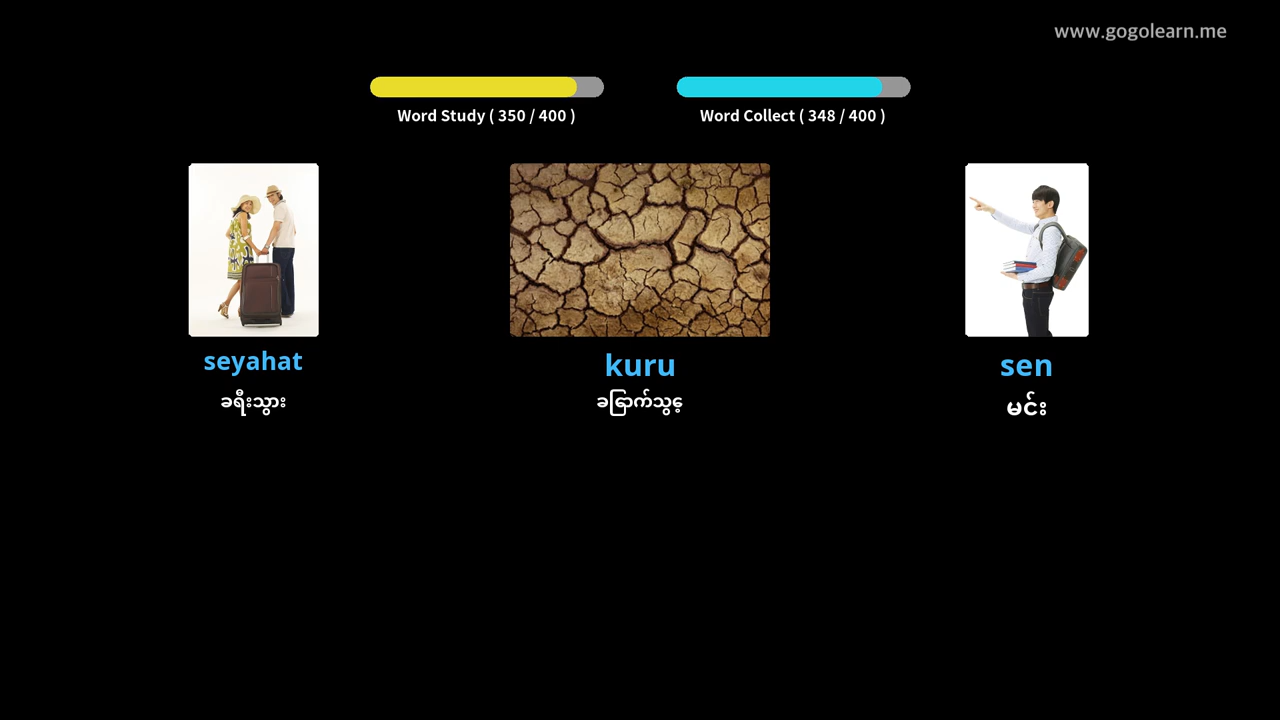 www.gogolearn.me
Word Study ( 350 / 400 )
Word Collect ( 348 / 400 )
seyahat
kuru
sen
ခရီးသွား
ခြောက်သွေ့
မင်း